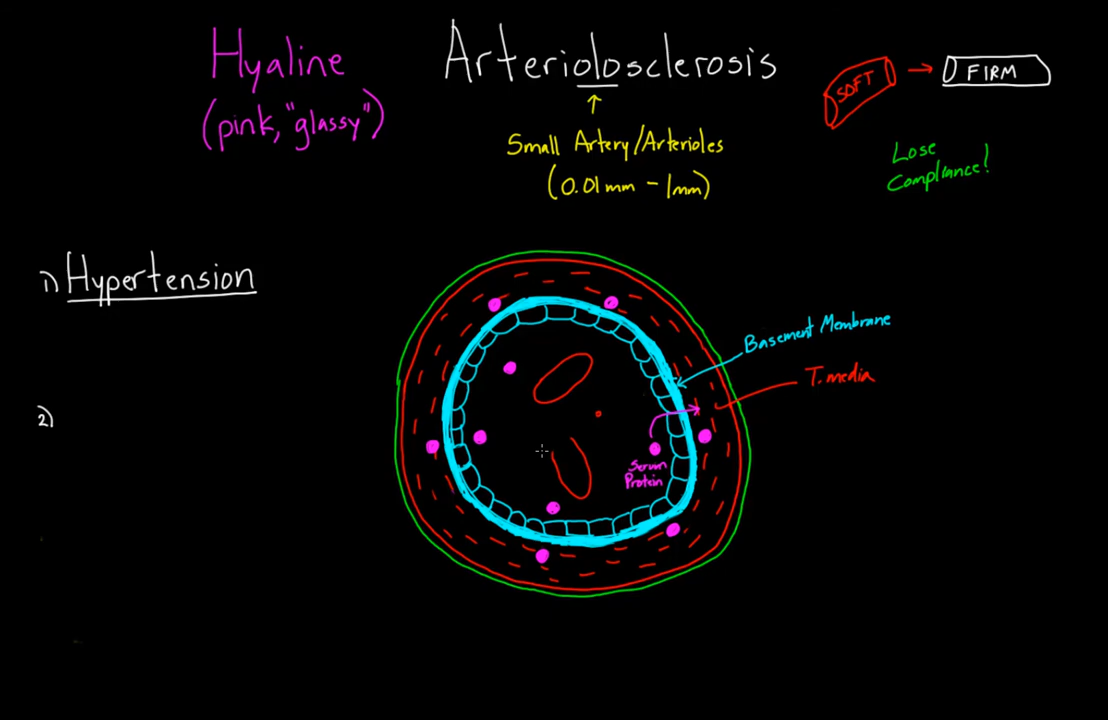 Hyaline
(pink, "glassy")
Arteriolosclerosis
Small Artery/Arterioles
(0.01mm - 1mm)
SOFT → FIRM
Lose
Compliance!
1) Hypertension
Basement Membrane
T. media
Serum
Protein
2)